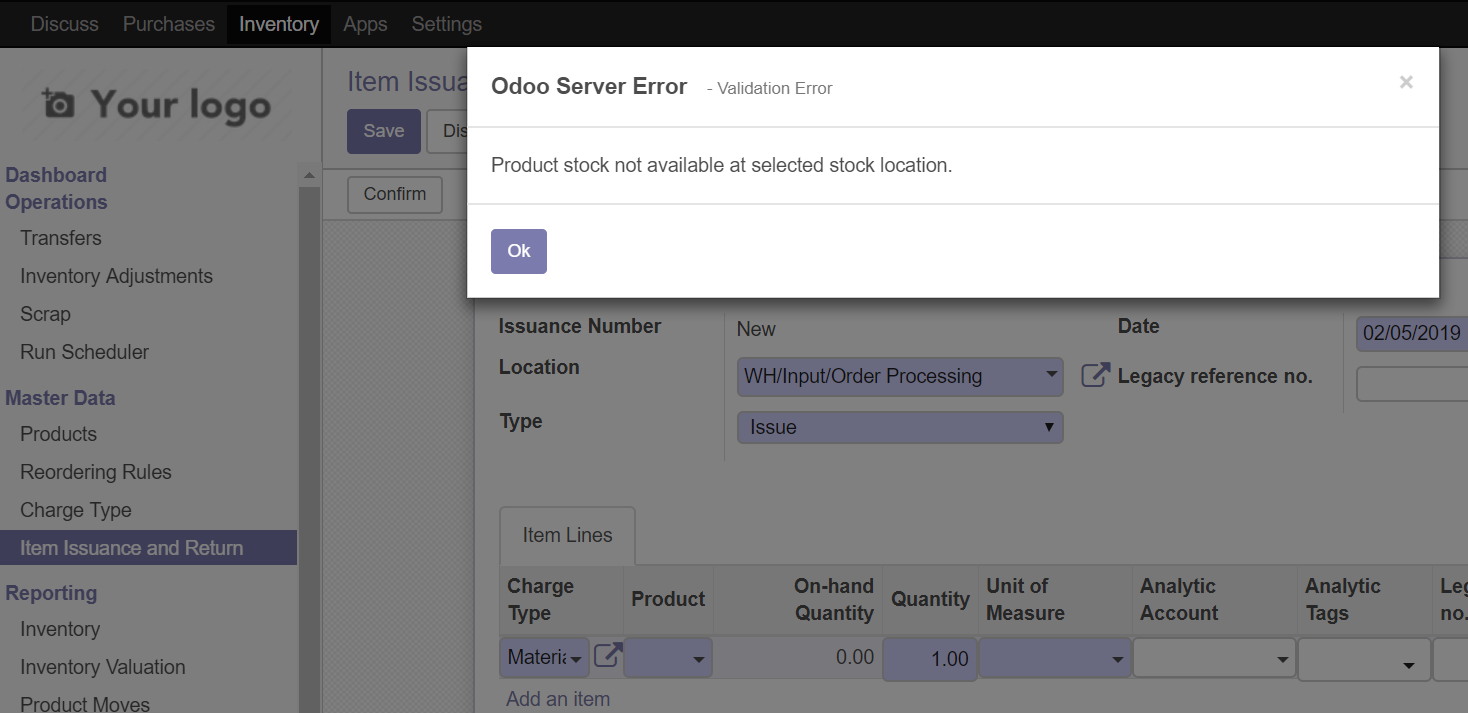 Discuss Purchases Inventory Apps Settings
Your logo
Dashboard
Operations
Transfers
Inventory Adjustments
Scrap
Run Scheduler
Master Data
Products
Reordering Rules
Charge Type
Item Issuance and Return
Reporting
Inventory
Inventory Valuation
Product Moves
Item Issua
Save Dis
Confirm
Odoo Server Error - Validation Error ×
Product stock not available at selected stock location.
Ok
Issuance Number New Date 02/05/2019
Location WH/Input/Order Processing Legacy reference no.
Type Issue
Item Lines
Charge Type Product On-hand Quantity Quantity Unit of Measure Analytic Account Analytic Tags Leg no.
Materia 0.00 1.00
Add an item